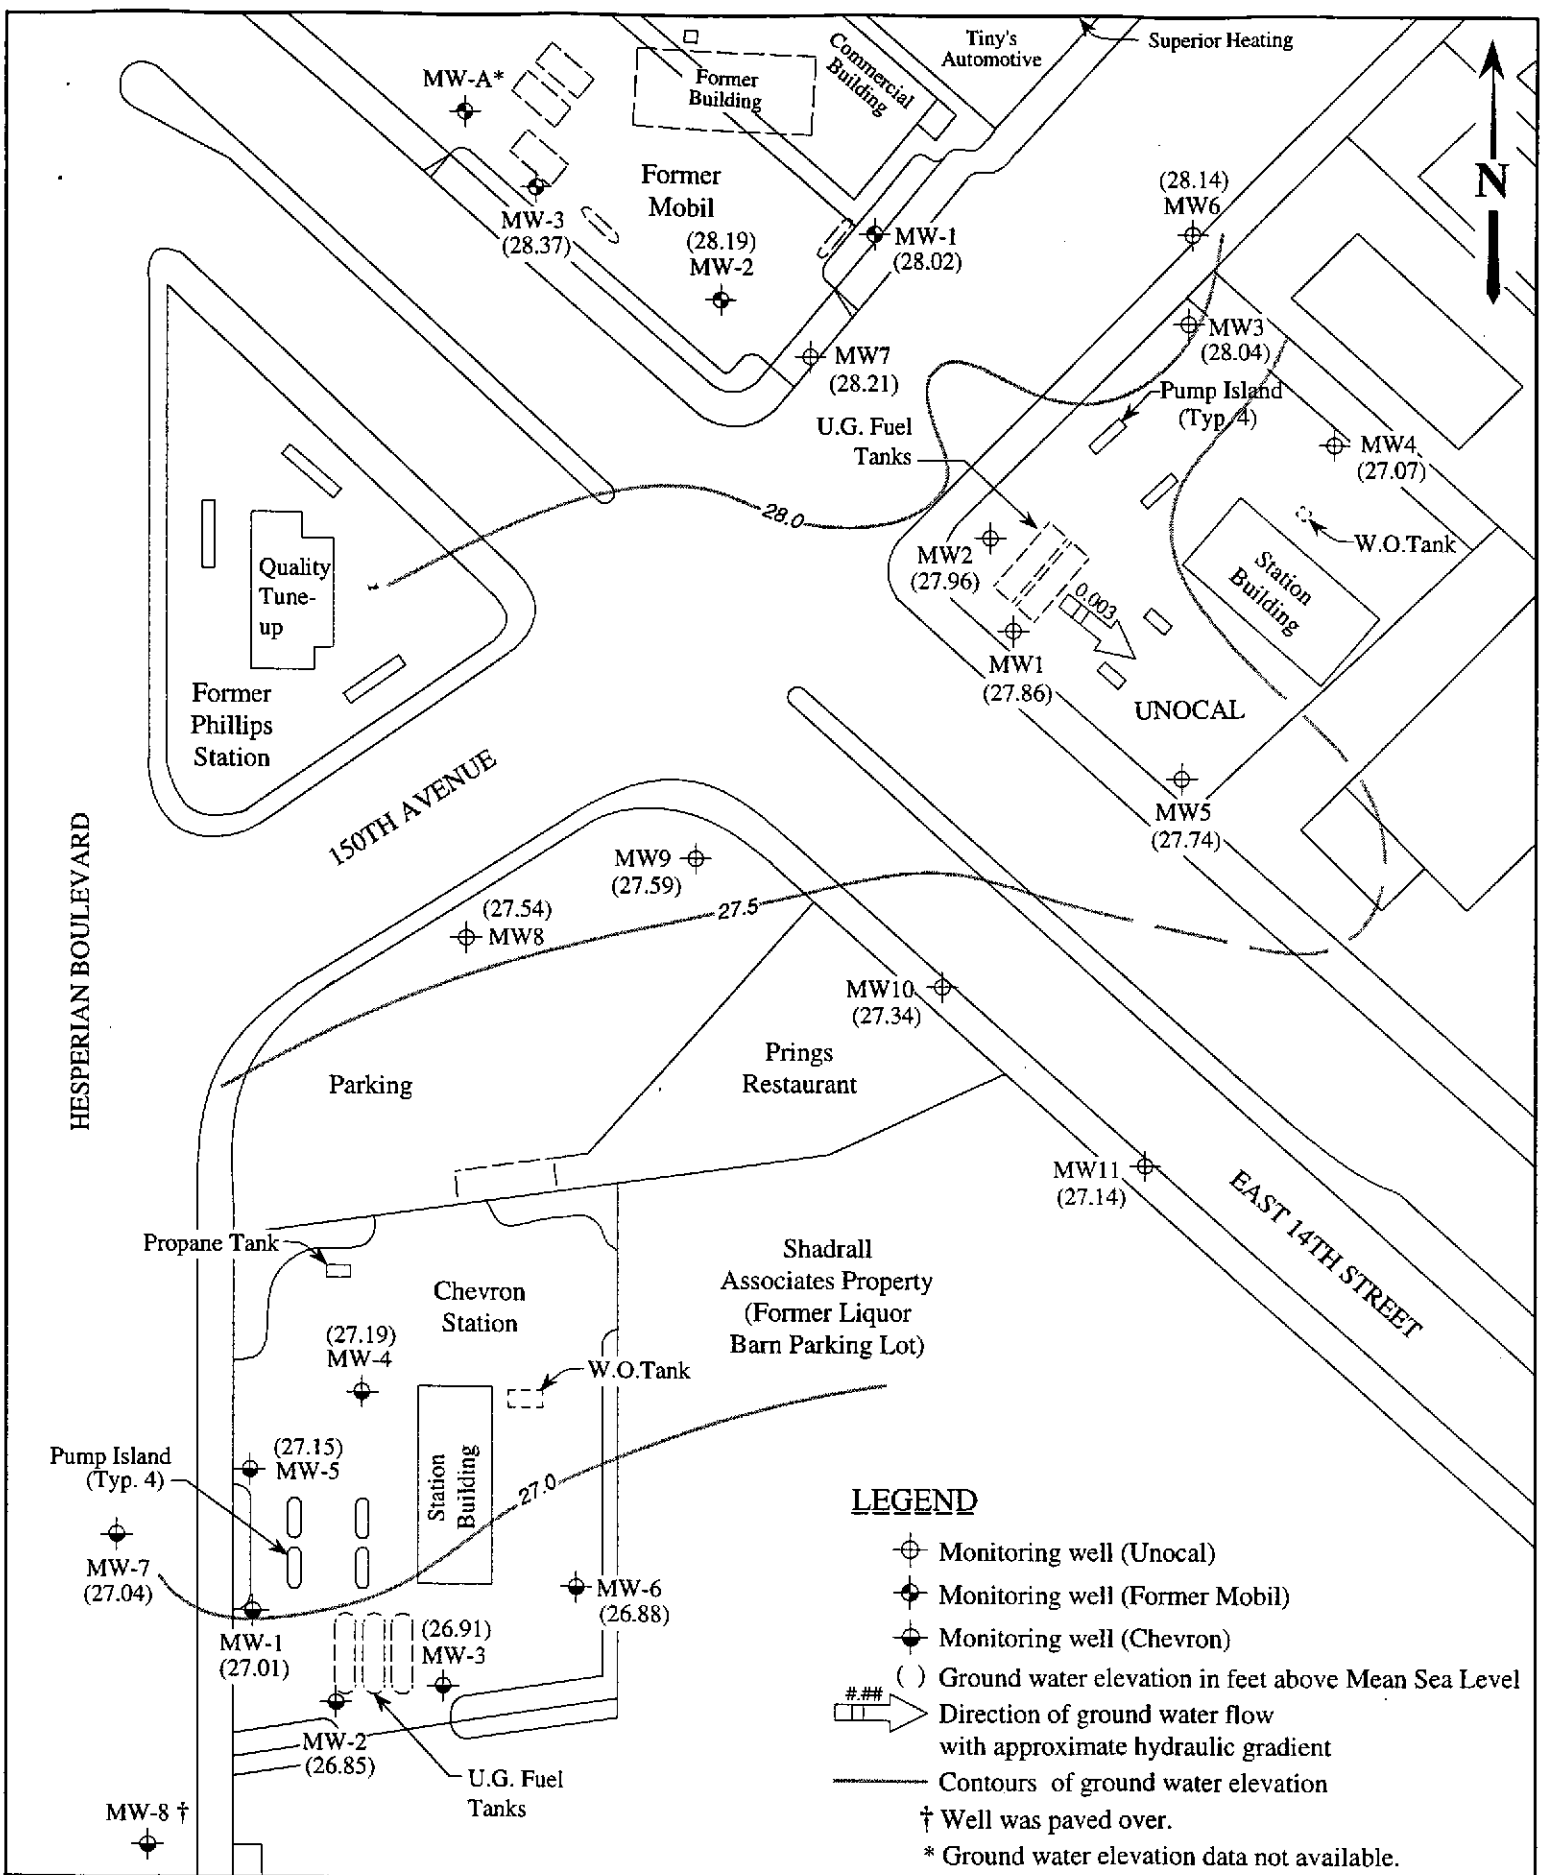 Tiny's
Automotive
Superior Heating
Commercial
Building
Former
Building
MW-A*
N
Former
Mobil
(28.14)
MW6
MW-3
(28.37)
(28.19)
MW-2
MW-1
(28.02)
MW3
(28.04)
MW7
(28.21)
Pump Island
(Typ. 4)
U.G. Fuel
Tanks
MW4
(27.07)
28.0
W.O.Tank
MW2
(27.96)
Quality
Tune-
up
Station
Building
0.003
MW1
(27.86)
UNOCAL
Former
Phillips
Station
150TH AVENUE
MW5
(27.74)
HESPERIAN BOULEVARD
MW9
(27.59)
(27.54)
MW8
27.5
MW10
(27.34)
Parking
Prings
Restaurant
MW11
(27.14)
EAST 14TH STREET
Propane Tank
Chevron
Station
Shadrall
Associates Property
(Former Liquor
Barn Parking Lot)
(27.19)
MW-4
W.O.Tank
(27.15)
MW-5
Pump Island
(Typ. 4)
Station
Building
27.0
MW-7
(27.04)
MW-6
(26.88)
MW-1
(27.01)
(26.91)
MW-3
MW-2
(26.85)
U.G. Fuel
Tanks
MW-8 †
LEGEND
Monitoring well (Unocal)
Monitoring well (Former Mobil)
Monitoring well (Chevron)
( ) Ground water elevation in feet above Mean Sea Level
#.##
Direction of ground water flow
with approximate hydraulic gradient
Contours of ground water elevation
† Well was paved over.
* Ground water elevation data not available.